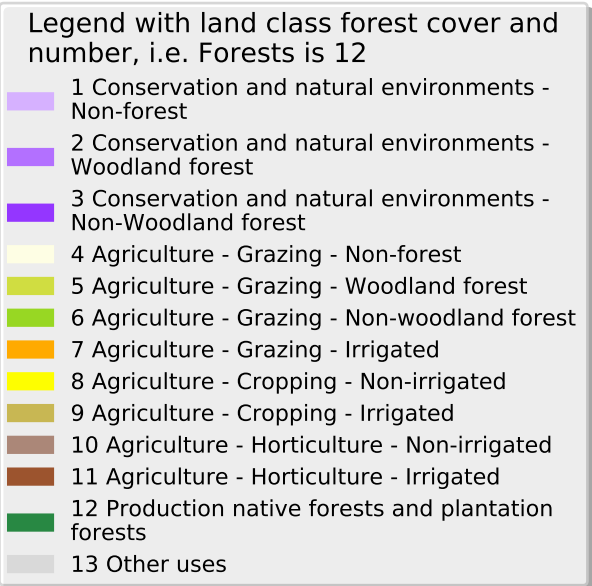 Legend with land class forest cover and
number, i.e. Forests is 12
1 Conservation and natural environments -
Non-forest
2 Conservation and natural environments -
Woodland forest
3 Conservation and natural environments -
Non-Woodland forest
4 Agriculture - Grazing - Non-forest
5 Agriculture - Grazing - Woodland forest
6 Agriculture - Grazing - Non-woodland forest
7 Agriculture - Grazing - Irrigated
8 Agriculture - Cropping - Non-irrigated
9 Agriculture - Cropping - Irrigated
10 Agriculture - Horticulture - Non-irrigated
11 Agriculture - Horticulture - Irrigated
12 Production native forests and plantation
forests
13 Other uses